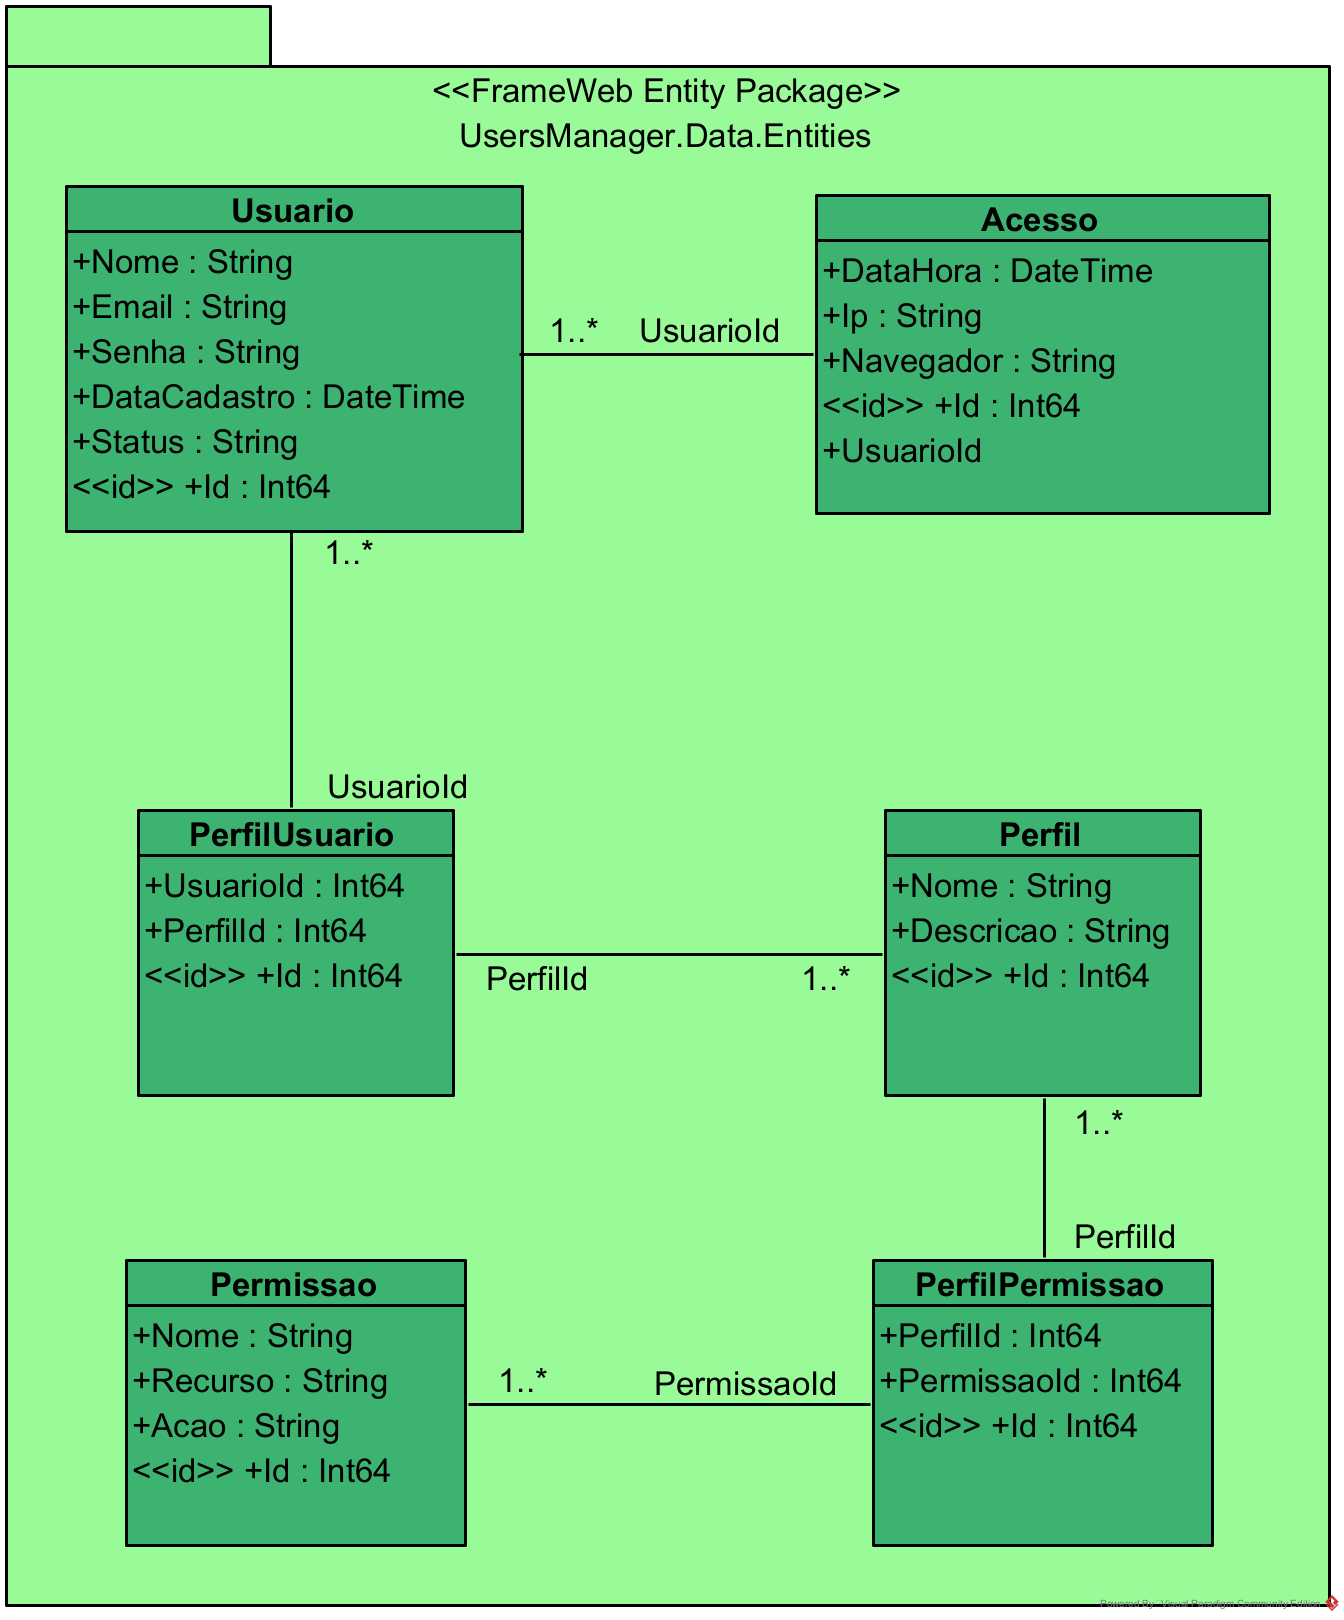 <<FrameWeb Entity Package>>
UsersManager.Data.Entities
Usuario
+Nome : String
+Email : String
+Senha : String
+DataCadastro : DateTime
+Status : String
<<id>> +Id : Int64
1..*
UsuarioId
Acesso
+DataHora : DateTime
+Ip : String
+Navegador : String
<<id>> +Id : Int64
+UsuarioId
1..*
UsuarioId
PerfilUsuario
+UsuarioId : Int64
+PerfilId : Int64
<<id>> +Id : Int64
PerfilId
1..*
Perfil
+Nome : String
+Descricao : String
<<id>> +Id : Int64
1..*
PerfilId
Permissao
+Nome : String
+Recurso : String
+Acao : String
<<id>> +Id : Int64
1..*
PermissaoId
PerfilPermissao
+PerfilId : Int64
+PermissaoId : Int64
<<id>> +Id : Int64
Powered By: Visual Paradigm Community Edition